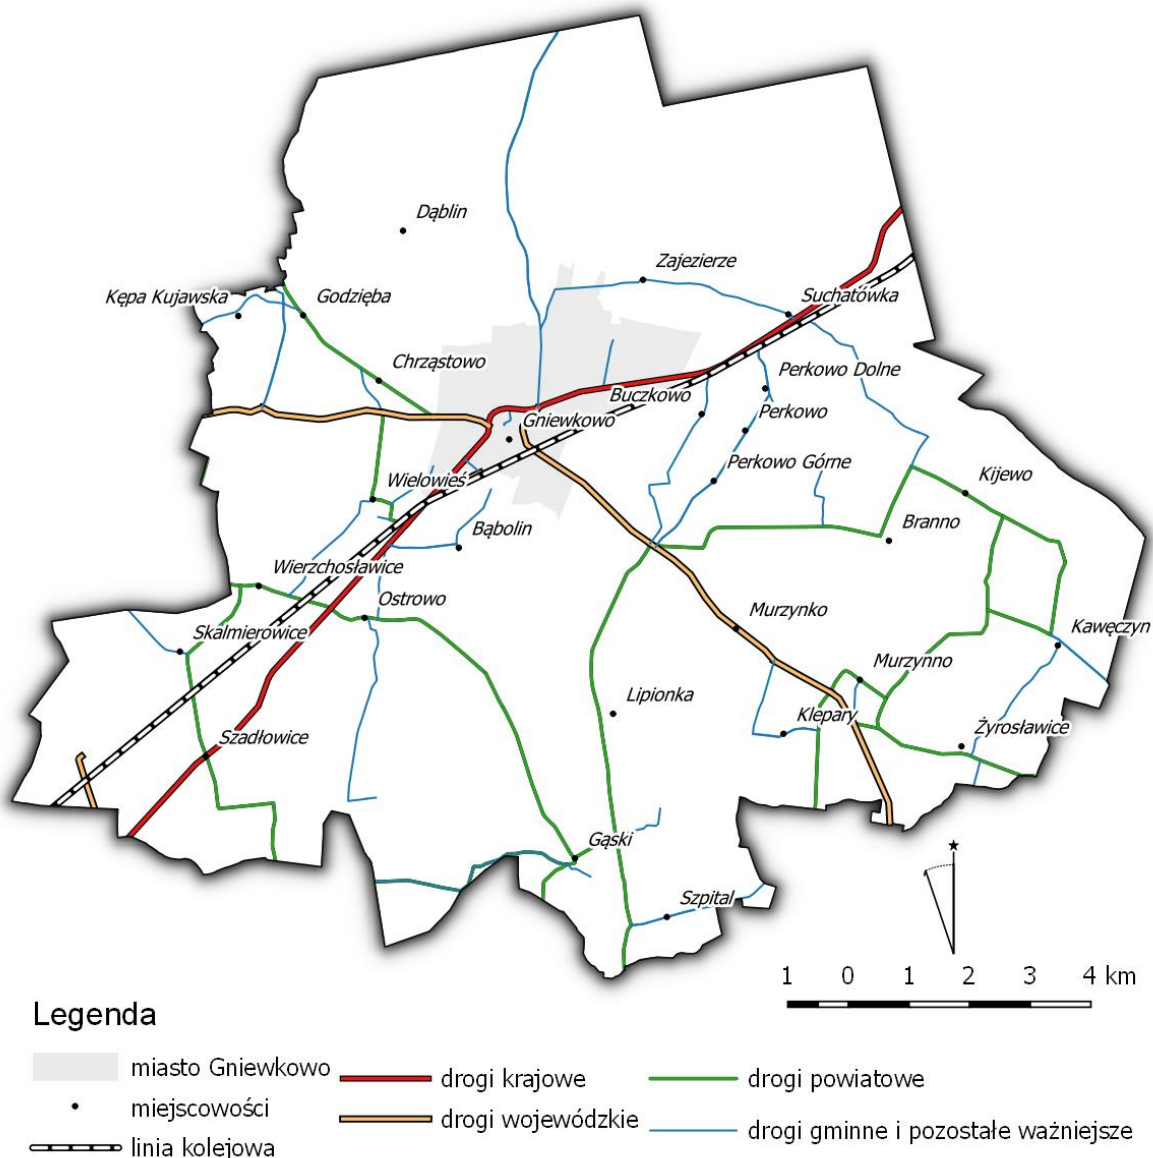 Dąblin
Zajezierze
Kępa Kujawska
Godzięba
Suchatówka
Chrząstowo
Perkowo Dolne
Buczkowo
Perkowo
Gniewkowo
Perkowo Górne
Kijewo
Wielowieś
Branno
Bąbolin
Wierzchosławice
Ostrowo
Murzynko
Kawęczyn
Skalmierowice
Murzynno
Lipionka
Klepary
Żyrosławice
Szadłowice
Gąski
Szpital
1 0 1 2 3 4 km
Legenda
miasto Gniewkowo
miejscowości
linia kolejowa
drogi krajowe
drogi wojewódzkie
drogi powiatowe
drogi gminne i pozostałe ważniejsze